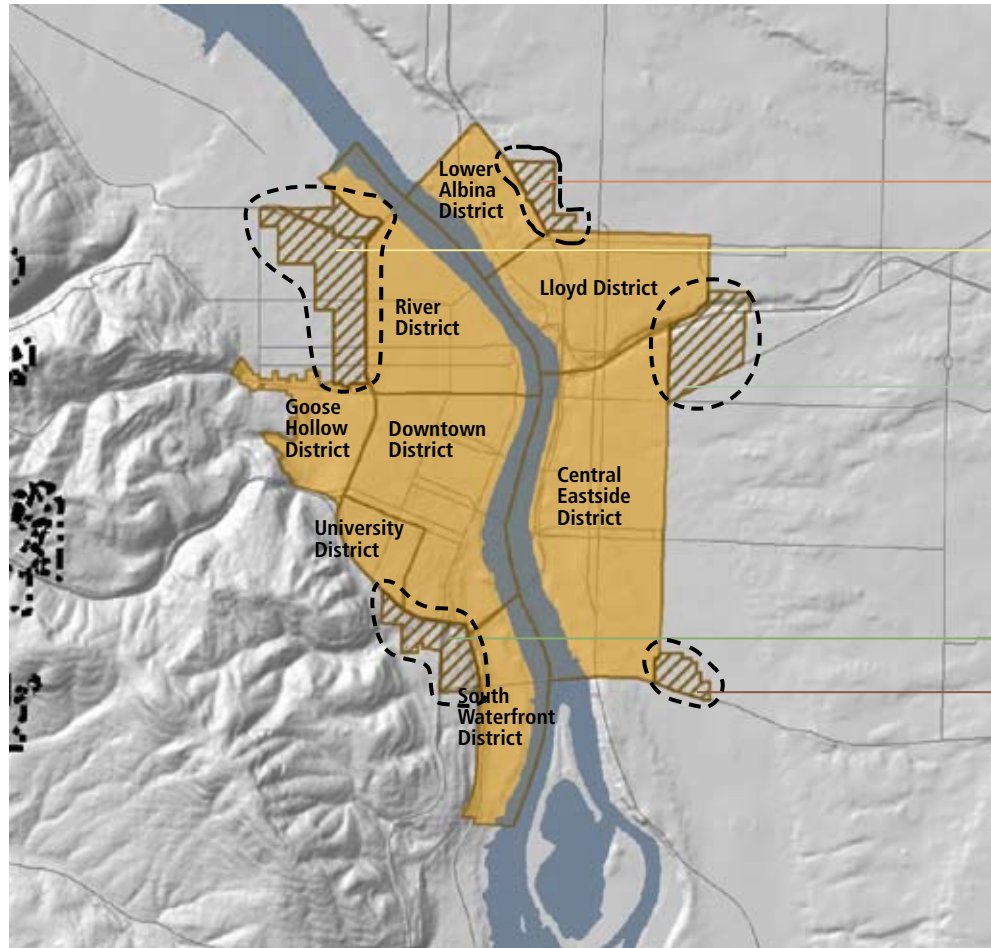 Lower
Albina
District
Lloyd District
River
District
Goose
Hollow
District
Downtown
District
Central
Eastside
District
University
District
South
Waterfront
District